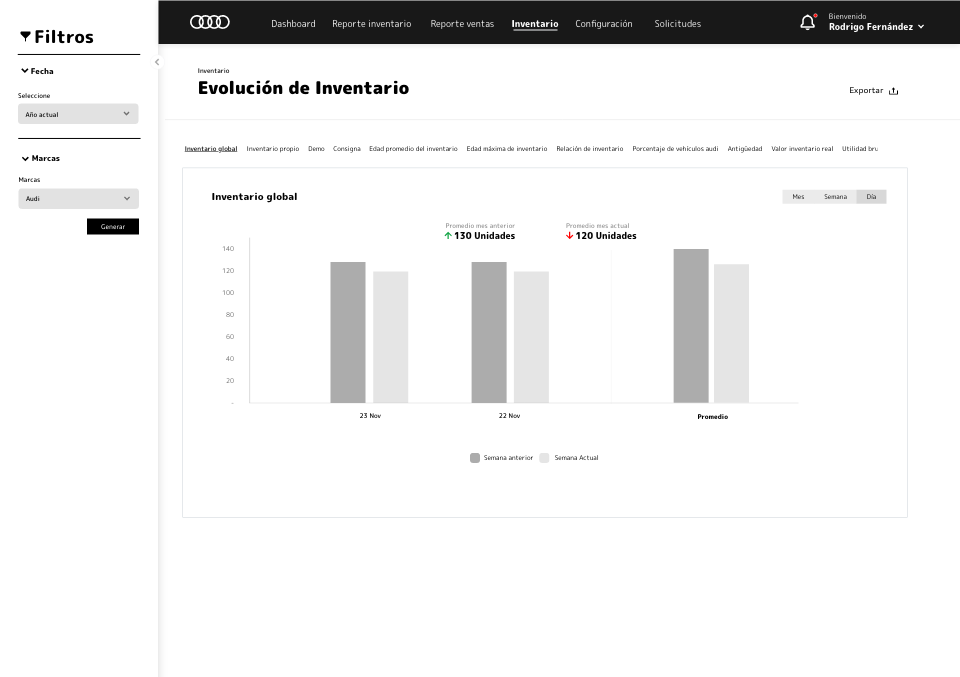 Filtros
Fecha
Seleccione
Año actual
Marcas
Marcas
Audi
Generar
Dashboard Reporte inventario Reporte ventas Inventario Configuración Solicitudes
Bienvenido
Rodrigo Fernández
Inventario
Evolución de Inventario
Exportar
Inventario global Inventario propio Demo Consigna Edad promedio del inventario Edad máxima de inventario Relación de inventario Porcentaje de vehículos audi Antigüedad Valor inventario real Utilidad bru
Inventario global
Mes Semana Día
Promedio mes anterior Promedio mes actual
130 Unidades 120 Unidades
140
120
100
80
60
40
20
-
23 Nov 22 Nov Promedio
Semana anterior Semana Actual